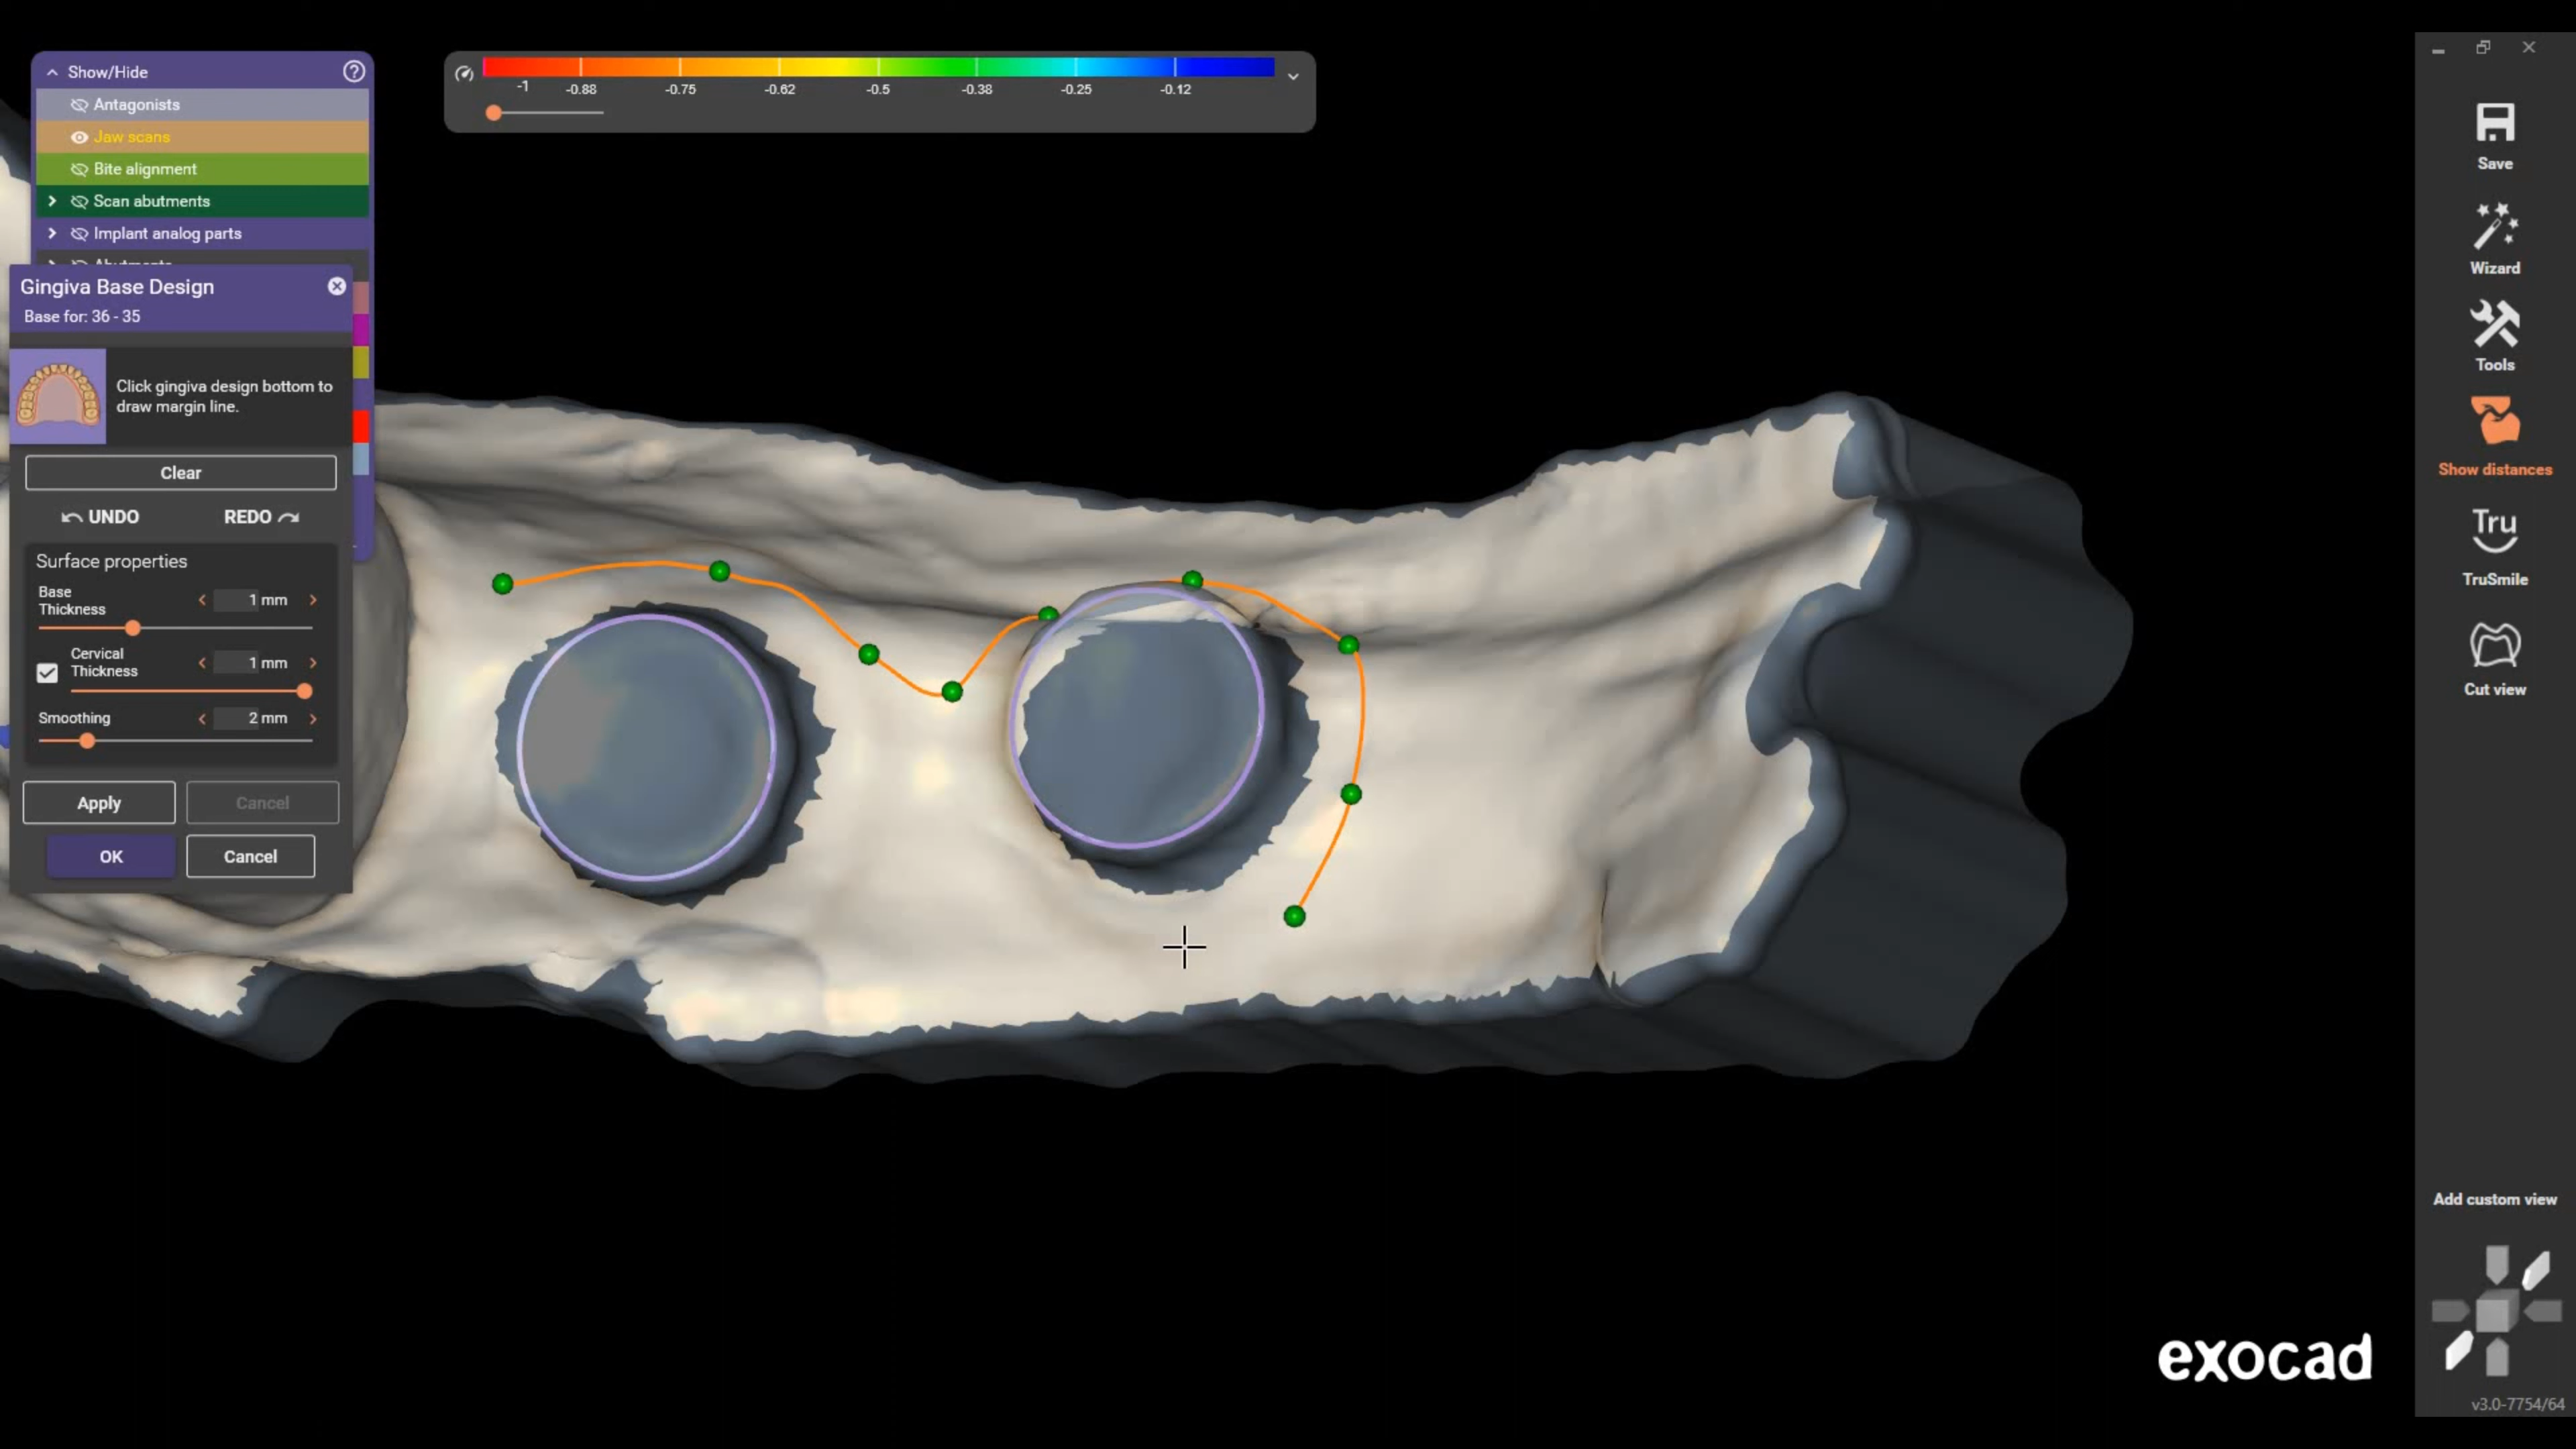 Show/Hide
Antagonists
Jaw scans
Bite alignment
Scan abutments
Implant analog parts
Abutments
Gingiva Base Design
Base for: 36 - 35
Click gingiva design bottom to
draw margin line.
Clear
UNDO REDO
Surface properties
Base
Thickness
1 mm
Cervical
Thickness
1 mm
Smoothing 2 mm
Apply Cancel
OK Cancel
-1 -0.88 -0.75 -0.62 -0.5 -0.38 -0.25 -0.12
Save
Wizard
Tools
Show distances
Tru
TruSmile
Cut view
Add custom view
exocad
v3.0-7754/64